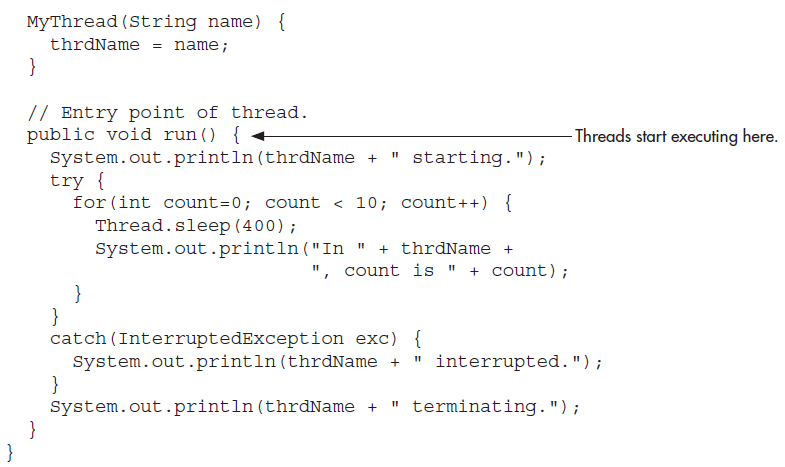 MyThread(String name) {
thrdName = name;
}
// Entry point of thread.
public void run() { Threads start executing here.
System.out.println(thrdName + " starting.");
try {
for(int count=0; count < 10; count++) {
Thread.sleep(400);
System.out.println("In " + thrdName +
", count is " + count);
}
}
catch(InterruptedException exc) {
System.out.println(thrdName + " interrupted.");
}
System.out.println(thrdName + " terminating.");
}
}